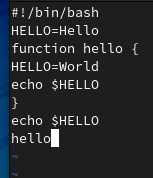 #!/bin/bash
HELLO=Hello
function hello {
HELLO=World
echo $HELLO
}
echo $HELLO
hello
~
~